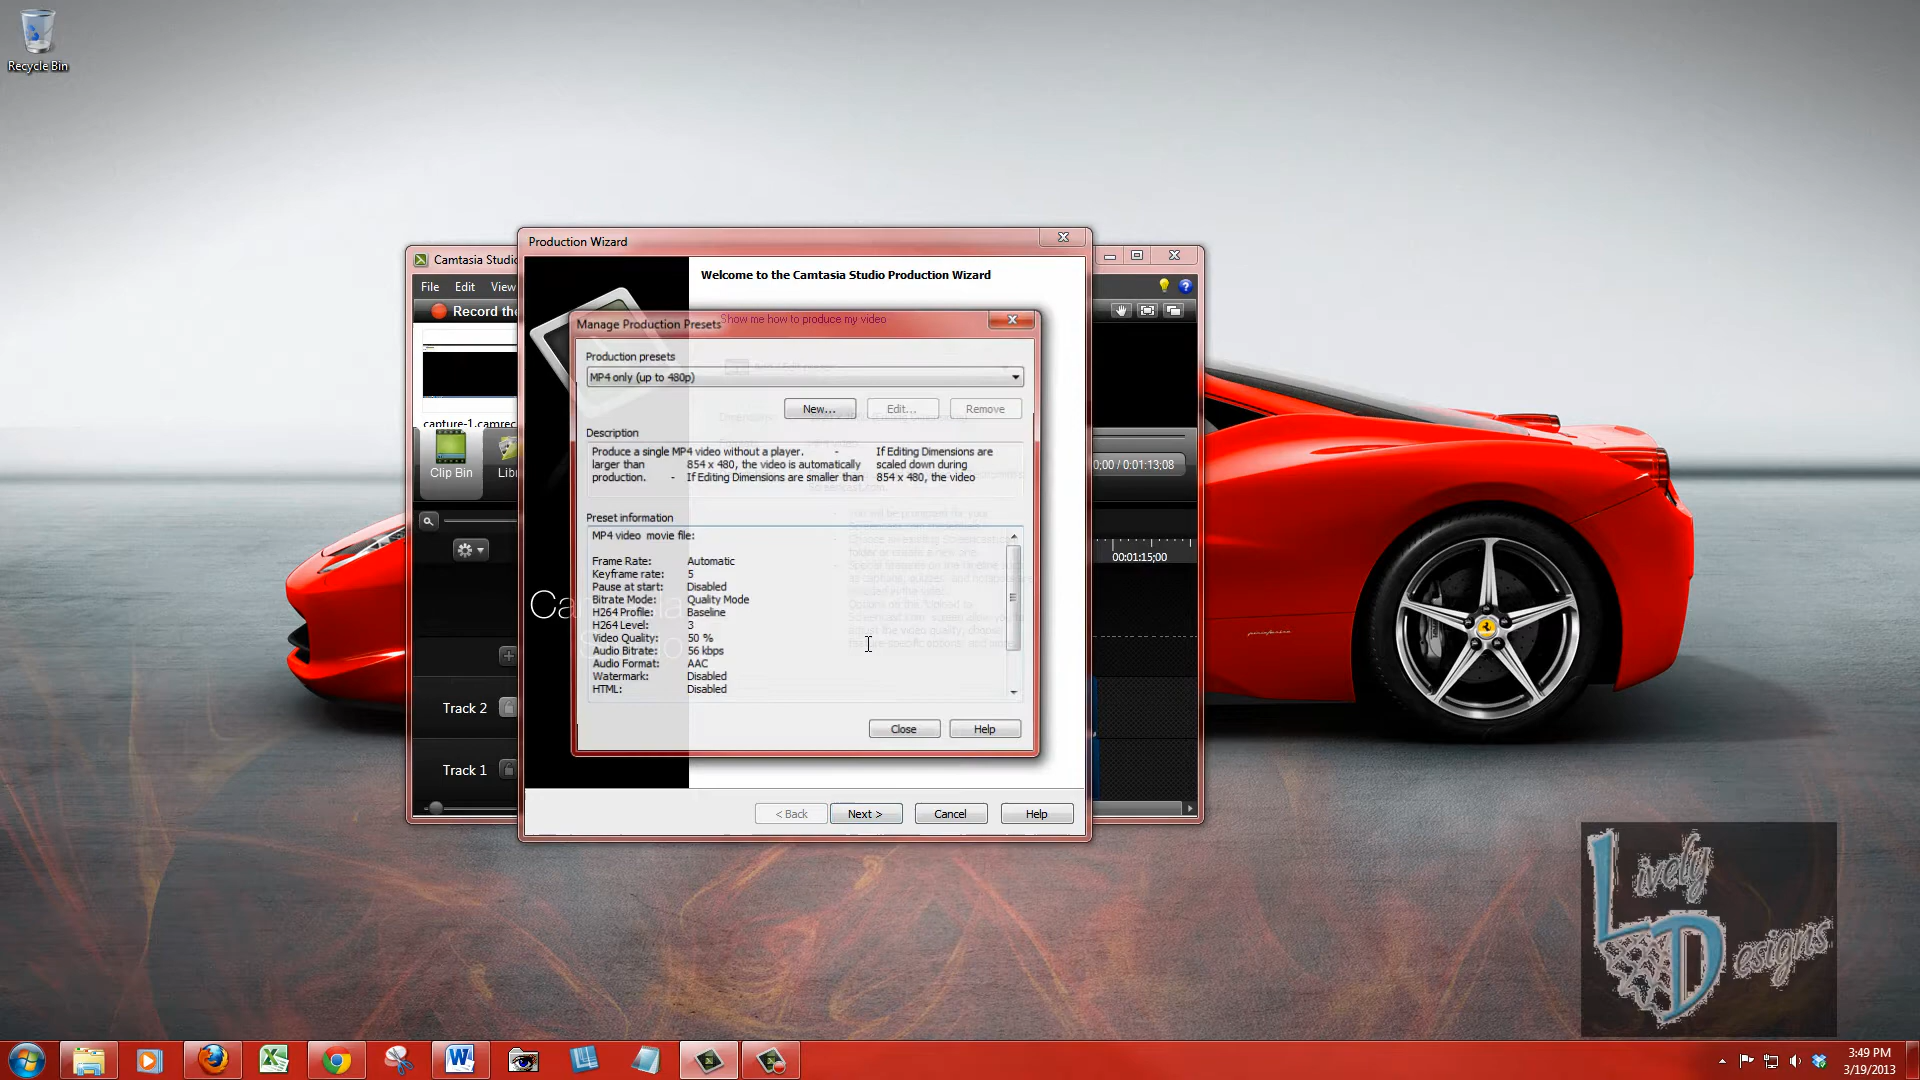 Recycle Bin
Production Wizard
Camtasia Studio
File Edit View
Record the
Welcome to the Camtasia Studio Production Wizard
Show me how to produce my video
Manage Production Presets
Production presets
MP4 only (up to 480p)
New... Edit... Remove
Description
Produce a single MP4 video without a player. - If Editing Dimensions are
larger than 854 x 480, the video is automatically scaled down during
production. - If Editing Dimensions are smaller than 854 x 480, the video
Preset information
MP4 video movie file:
Frame Rate: Automatic
Keyframe rate: 5
Pause at start: Disabled
Bitrate Mode: Quality Mode
H264 Profile: Baseline
H264 Level: 3
Video Quality: 50 %
Audio Bitrate: 56 kbps
Audio Format: AAC
Watermark: Disabled
HTML: Disabled
Close Help
< Back Next > Cancel Help
capture-1.camrec
Clip Bin
0;00 / 0:01:13;08
00:01:15;00
Track 2
Track 1
pininfarina
Lively
Designs
3:49 PM
3/19/2013